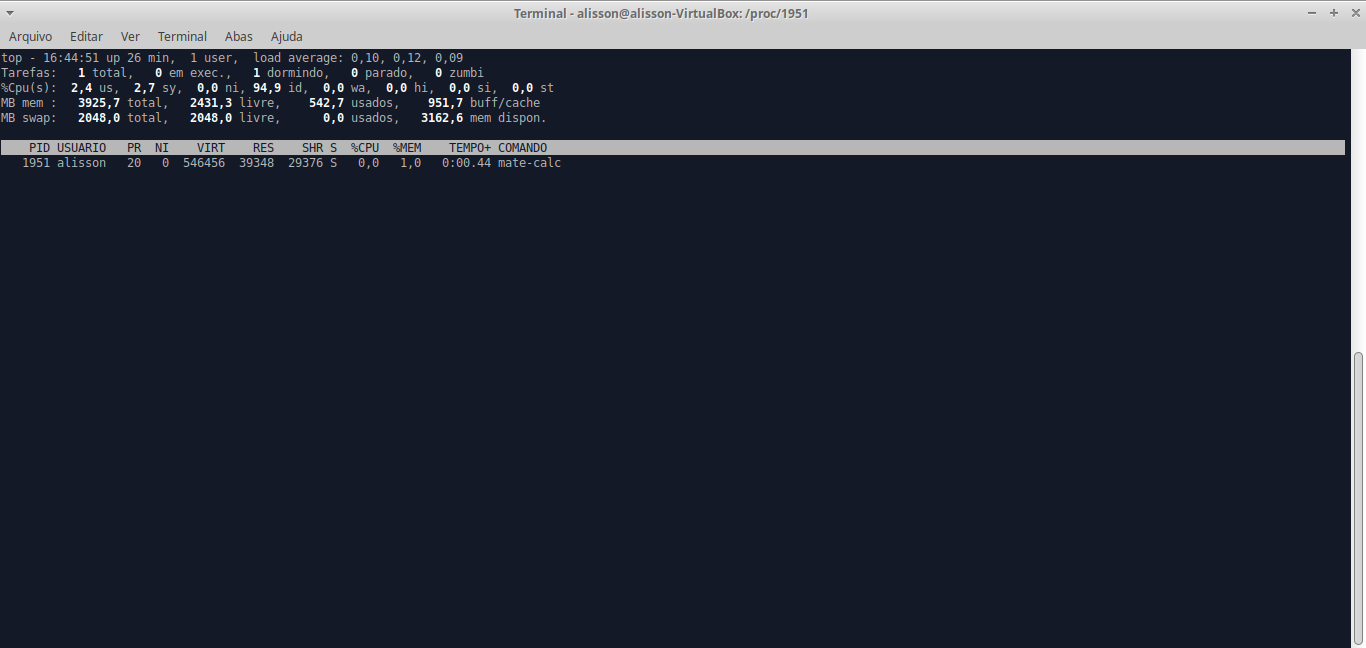 Terminal - alisson@alisson-VirtualBox: /proc/1951
Arquivo Editar Ver Terminal Abas Ajuda
top - 16:44:51 up 26 min,  1 user,  load average: 0,10, 0,12, 0,09
Tarefas:   1 total,   0 em exec.,   1 dormindo,   0 parado,   0 zumbi
%Cpu(s):  2,4 us,  2,7 sy,  0,0 ni, 94,9 id,  0,0 wa,  0,0 hi,  0,0 si,  0,0 st
MB mem :   3925,7 total,   2431,3 livre,    542,7 usados,    951,7 buff/cache
MB swap:   2048,0 total,   2048,0 livre,      0,0 usados,   3162,6 mem dispon.
PID USUARIO   PR  NI    VIRT    RES    SHR S  %CPU  %MEM    TEMPO+ COMANDO
1951 alisson   20   0  546456  39348  29376 S   0,0   1,0   0:00.44 mate-calc